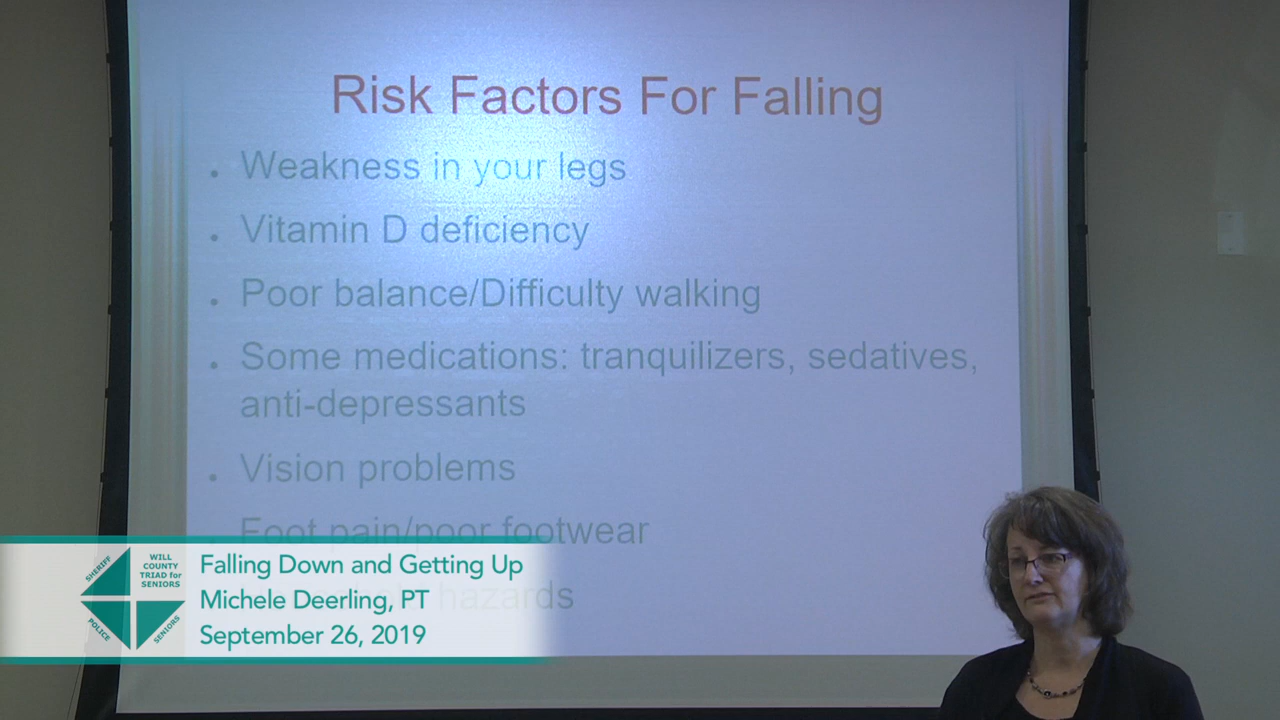 Risk Factors For Falling
. Weakness in your legs
. Vitamin D deficiency
. Poor balance/Difficulty walking
. Some medications: tranquilizers, sedatives,
anti-depressants
. Vision problems
Foot pain/poor footwear
hazards
SHERIFF
WILL
COUNTY
TRIAD for
SENIORS
POLICE
SENIORS
Falling Down and Getting Up
Michele Deerling, PT
September 26, 2019